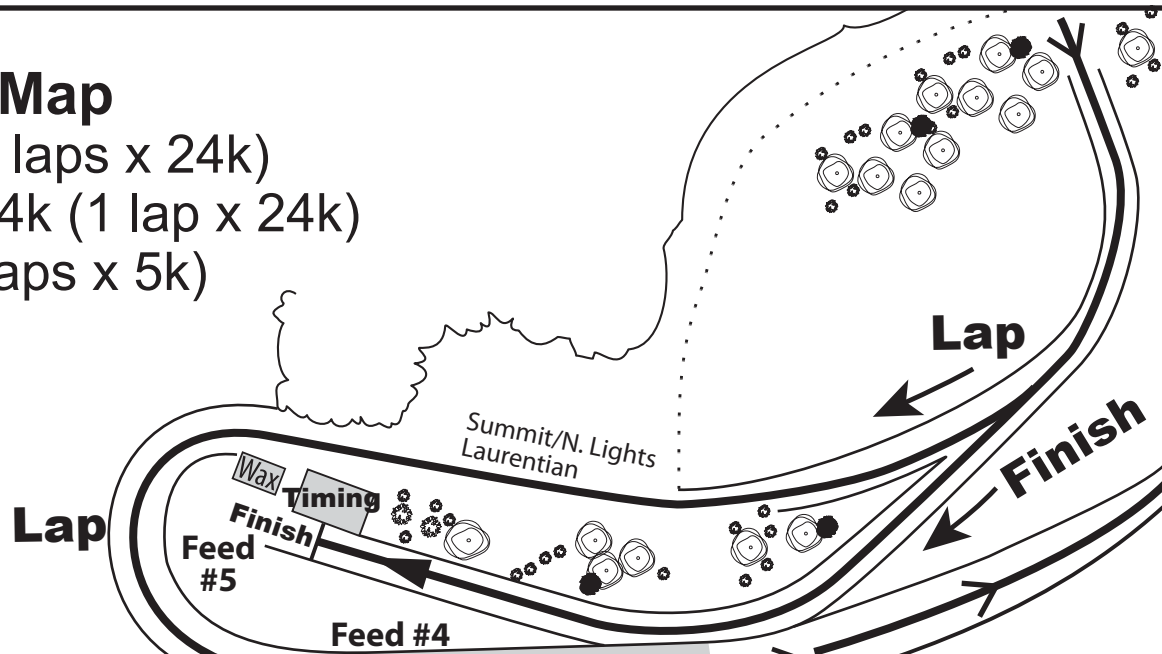 Map
laps x 24k)
4k (1 lap x 24k)
aps x 5k)
Lap
Finish
Summit/N. Lights
Laurentian
Wax
Timing
Finish
Lap
Feed
#5
Feed #4